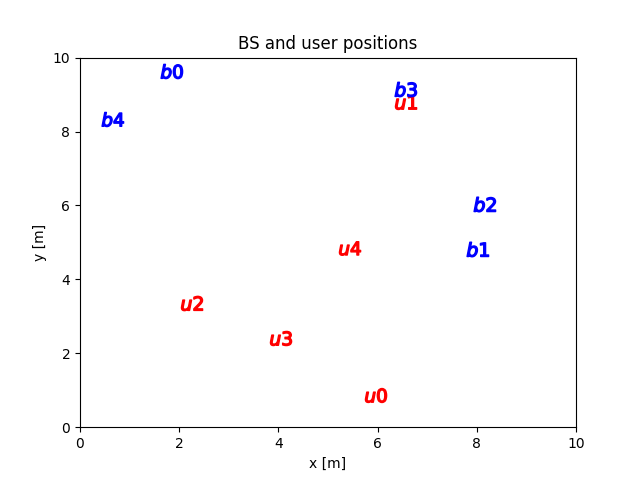 BS and user positions
10
b0
b3
u1
b4
8
b2
6
y [m]
u4
b1
4
u2
u3
2
u0
0
0 2 4 6 8 10
x [m]